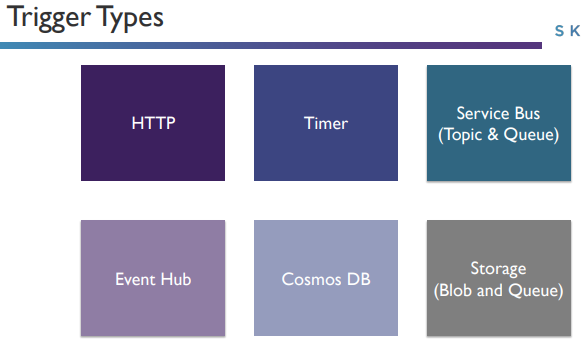 Trigger Types
S K
HTTP
Timer
Service Bus
(Topic & Queue)
Event Hub
Cosmos DB
Storage
(Blob and Queue)